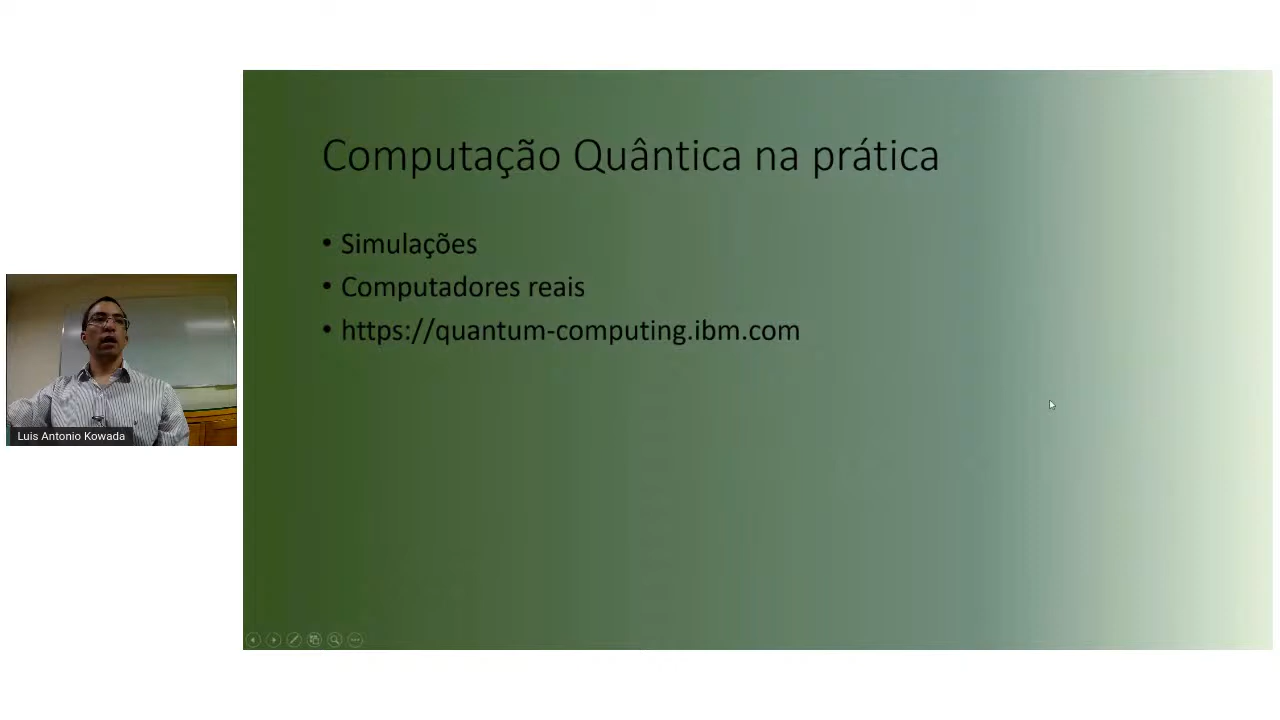 Computação Quântica na prática
• Simulações
• Computadores reais
• https://quantum-computing.ibm.com
Luis Antonio Kowada